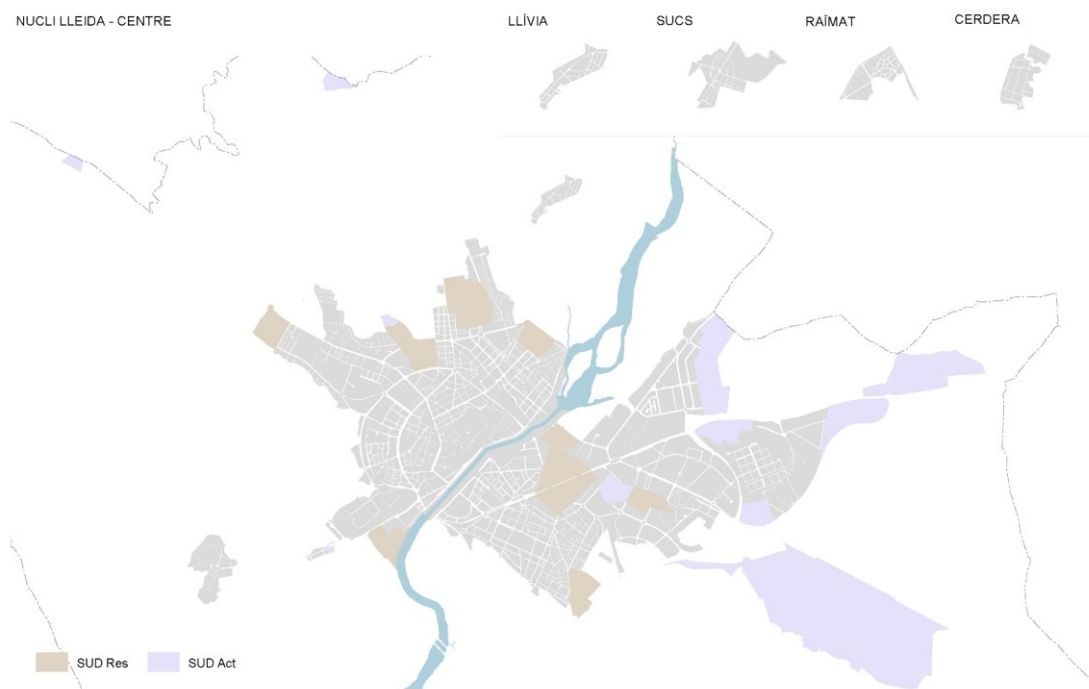 NUCLI LLEIDA - CENTRE
LLÍVIA
SUCS
RAÏMAT
CERDERA
SUD Res
SUD Act